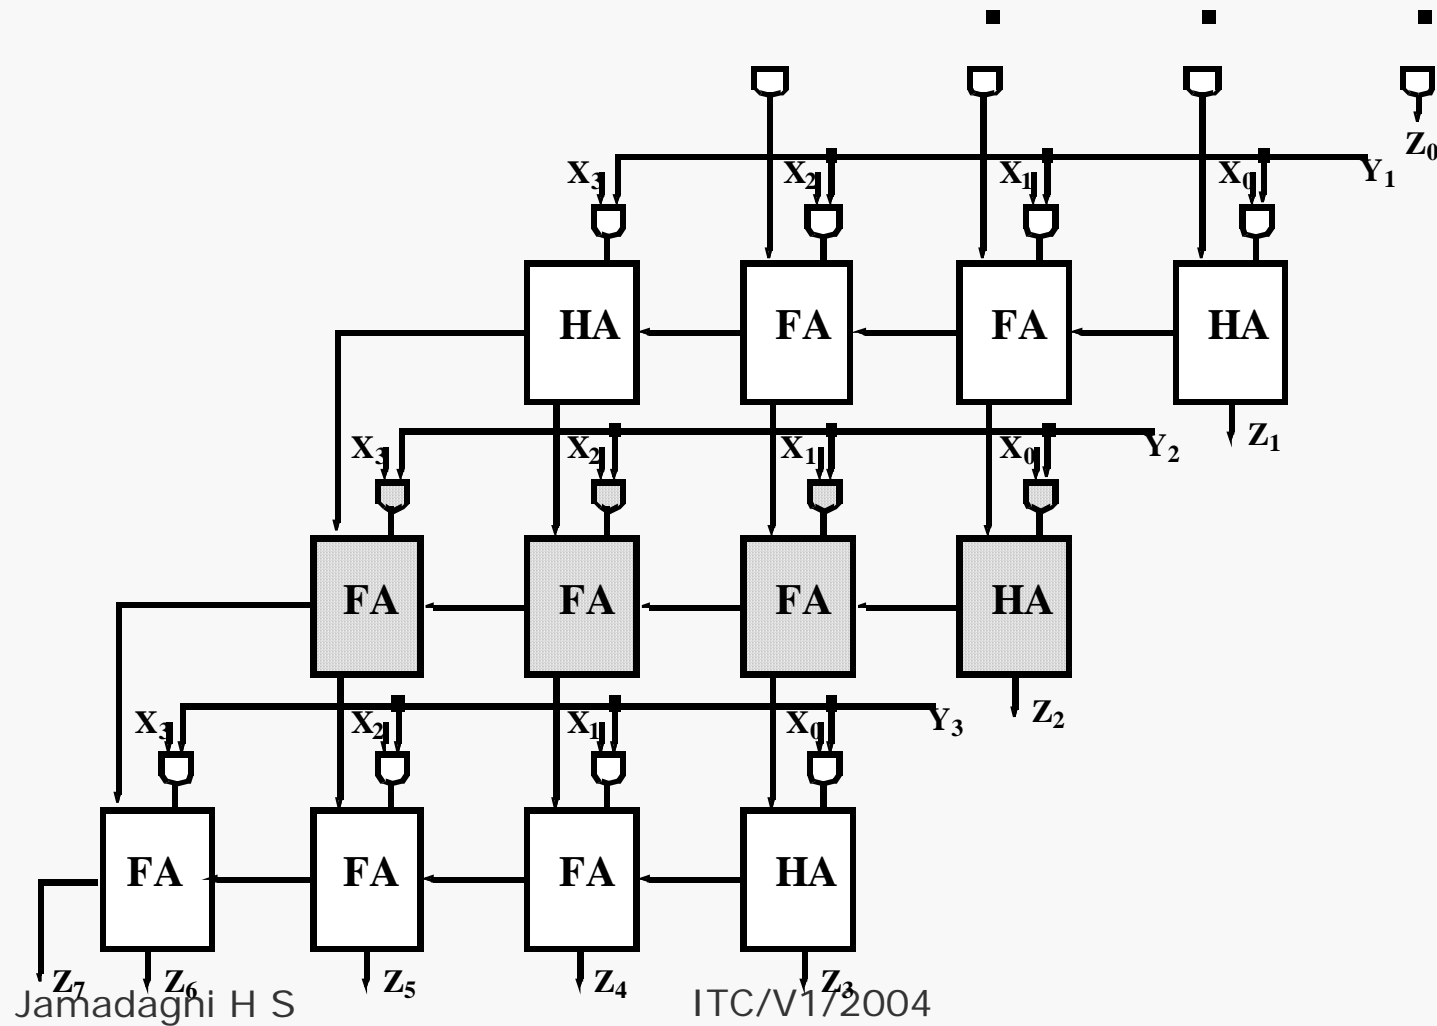 Z0
X3 X2 X1 X0 Y1
HA FA FA HA
Z1
X3 X2 X1 X0 Y2
FA FA FA HA
Z2
X3 X2 X1 X0 Y3
FA FA FA HA
Z7 Z6 Z5 Z4 Z3
Jamadagni H S ITC/V1/2004